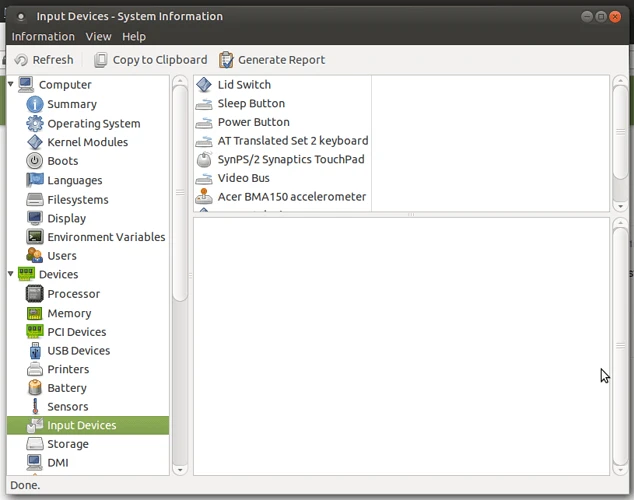 Input Devices - System Information
Information View Help
Refresh Copy to Clipboard Generate Report
Computer
Summary
Operating System
Kernel Modules
Boots
Languages
Filesystems
Display
Environment Variables
Users
Devices
Processor
Memory
PCI Devices
USB Devices
Printers
Battery
Sensors
Input Devices
Storage
DMI
Lid Switch
Sleep Button
Power Button
AT Translated Set 2 keyboard
SynPS/2 Synaptics TouchPad
Video Bus
Acer BMA150 accelerometer
Done.